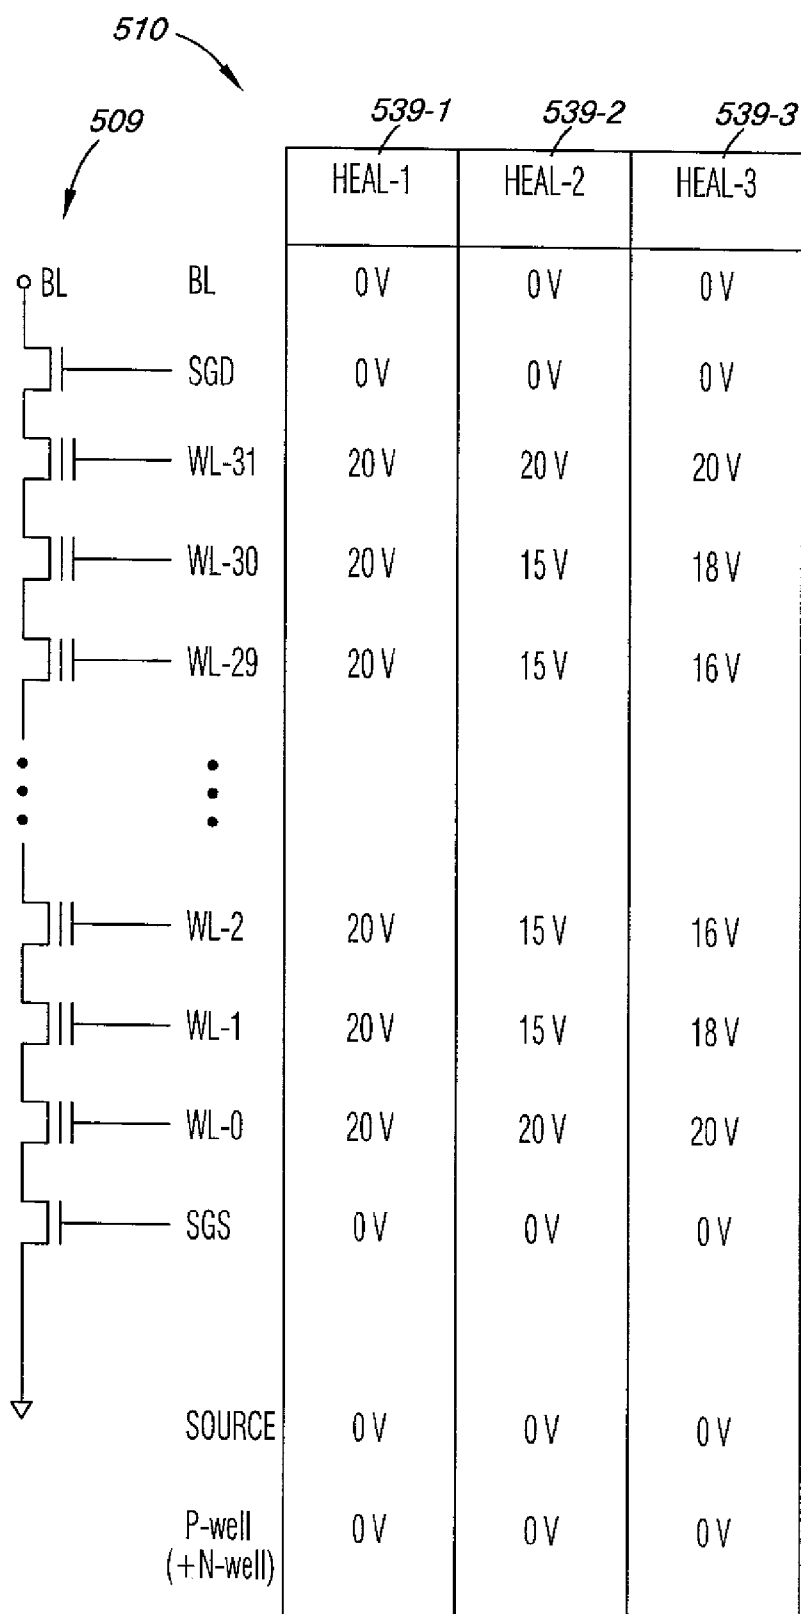 510
509
539-1 539-2 539-3
HEAL-1 HEAL-2 HEAL-3
BL BL 0 V 0 V 0 V
SGD 0 V 0 V 0 V
WL-31 20 V 20 V 20 V
WL-30 20 V 15 V 18 V
WL-29 20 V 15 V 16 V
WL-2 20 V 15 V 16 V
WL-1 20 V 15 V 18 V
WL-0 20 V 20 V 20 V
SGS 0 V 0 V 0 V
SOURCE 0 V 0 V 0 V
P-well 0 V 0 V 0 V
(+N-well)